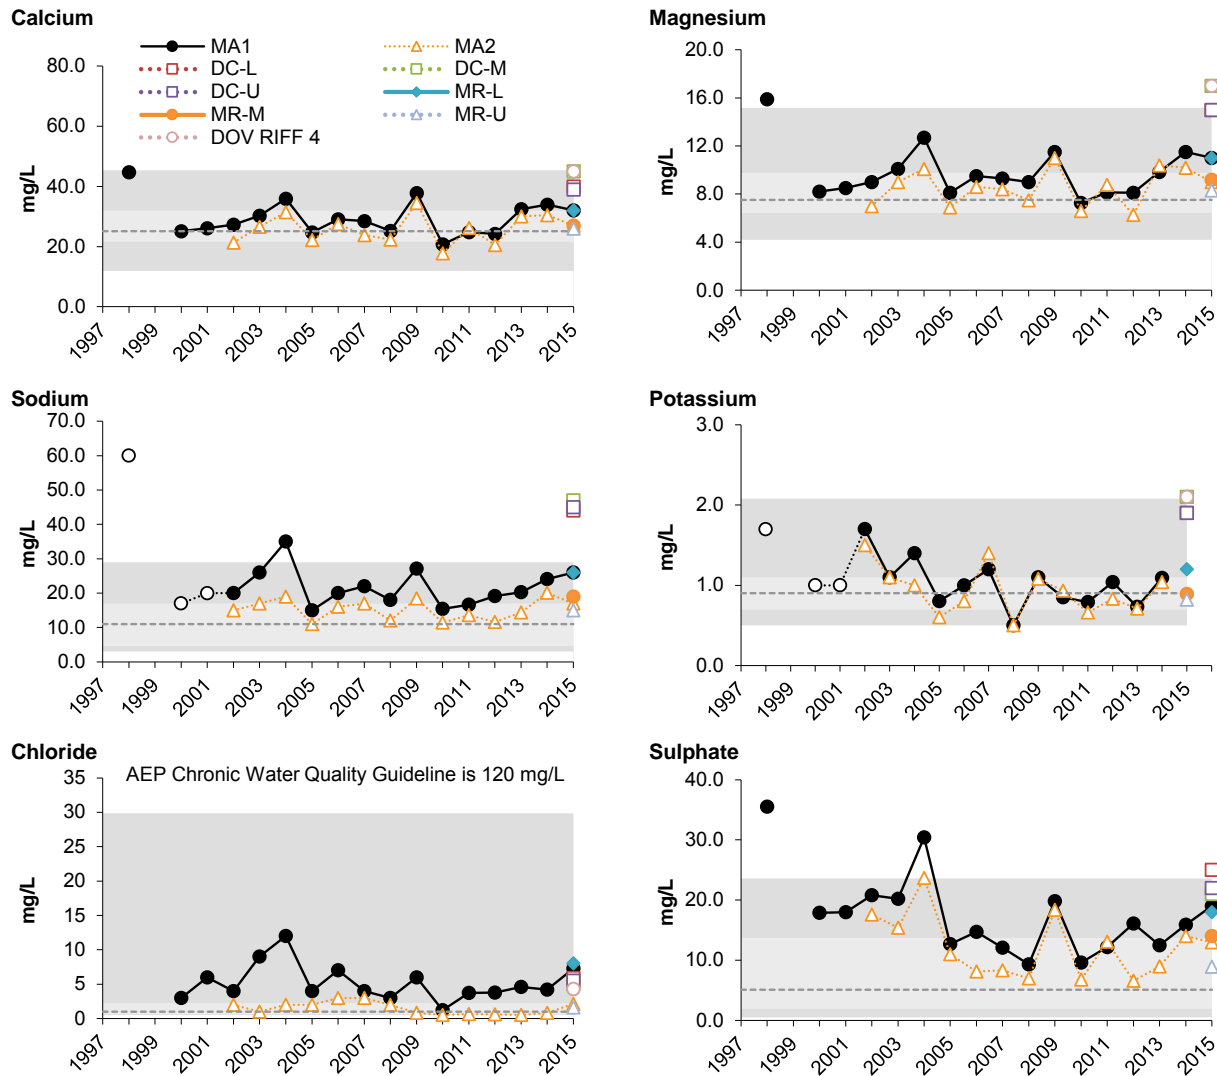 Calcium
MA1 MA2
DC-L DC-M
DC-U MR-L
MR-M MR-U
DOV RIFF 4
mg/L
80.0
60.0
40.0
20.0
0.0
1997 1999 2001 2003 2005 2007 2009 2011 2013 2015
Magnesium
mg/L
20.0
16.0
12.0
8.0
4.0
0.0
1997 1999 2001 2003 2005 2007 2009 2011 2013 2015
Sodium
mg/L
70.0
60.0
50.0
40.0
30.0
20.0
10.0
0.0
1997 1999 2001 2003 2005 2007 2009 2011 2013 2015
Potassium
mg/L
3.0
2.0
1.0
0.0
1997 1999 2001 2003 2005 2007 2009 2011 2013 2015
Chloride
AEP Chronic Water Quality Guideline is 120 mg/L
mg/L
35
30
25
20
15
10
5
0
1997 1999 2001 2003 2005 2007 2009 2011 2013 2015
Sulphate
mg/L
40.0
30.0
20.0
10.0
0.0
1997 1999 2001 2003 2005 2007 2009 2011 2013 2015